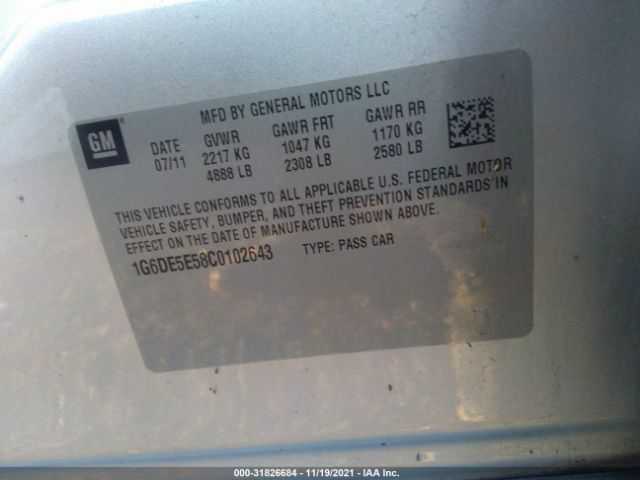 MFD BY GENERAL MOTORS LLC
GM
DATE GVWR GAWR FRT GAWR RR
07/11 2217 KG 1047 KG 1170 KG
4888 LB 2308 LB 2580 LB
THIS VEHICLE CONFORMS TO ALL APPLICABLE U.S. FEDERAL MOTOR
VEHICLE SAFETY, BUMPER, AND THEFT PREVENTION STANDARDS IN
EFFECT ON THE DATE OF MANUFACTURE SHOWN ABOVE.
1G6DE5E58C0102643 TYPE: PASS CAR
000-31826684 - 11/19/2021 - IAA Inc.